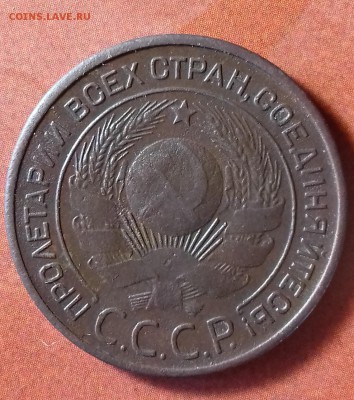 COINS.LAVE.RU
ПРОЛЕТАРИИ ВСЕХ СТРАН, СОЕДИНЯЙТЕСЬ!
С.С.С.Р.